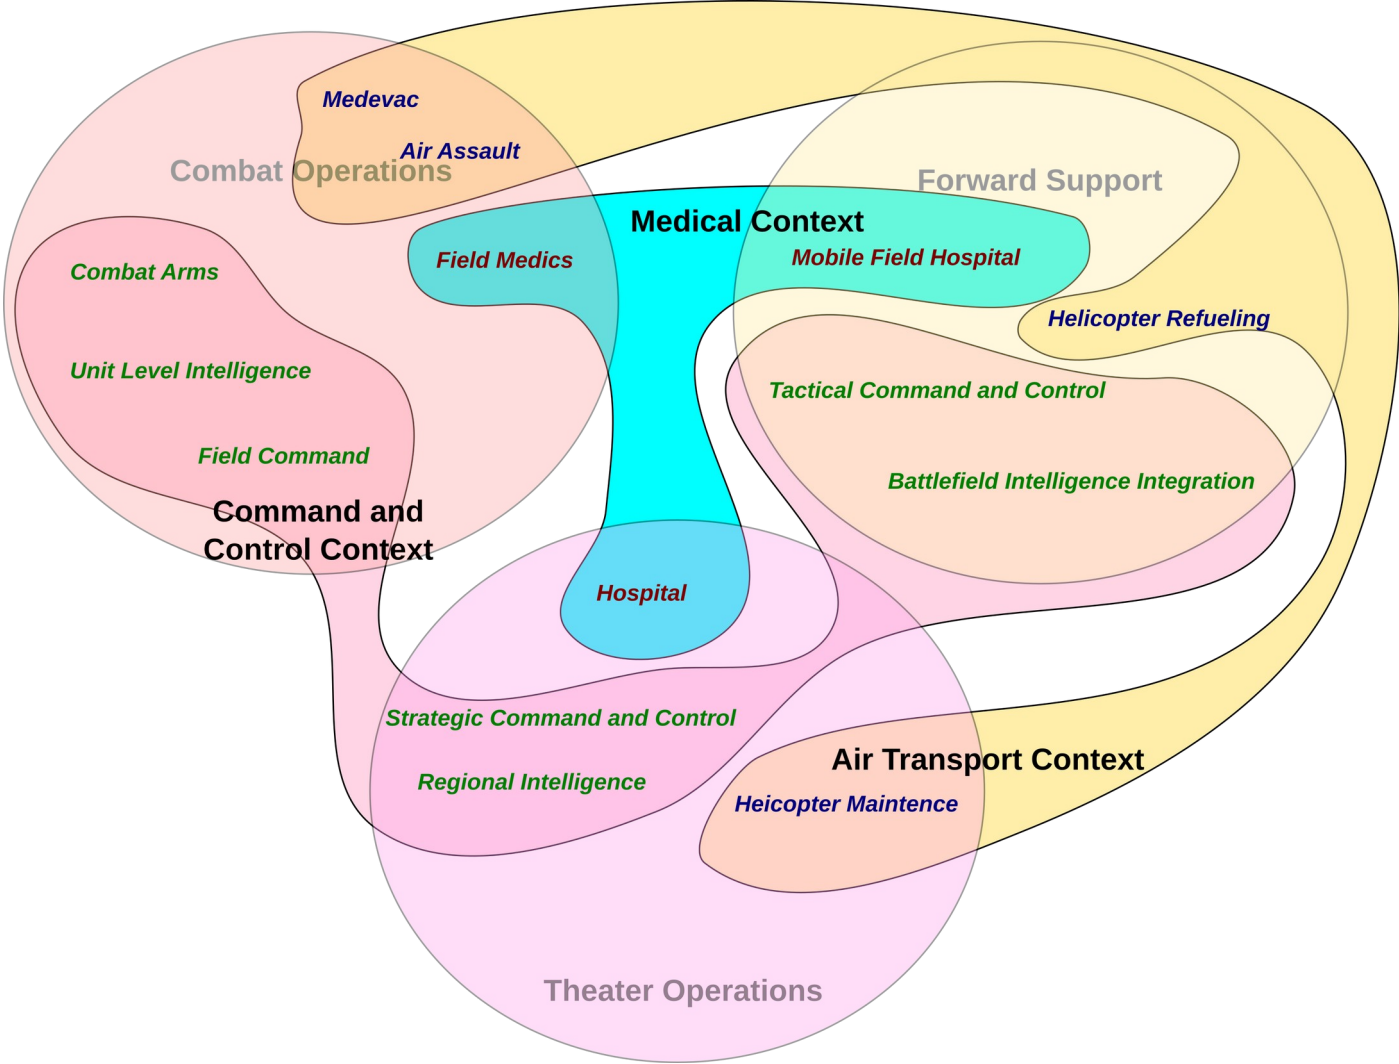 Medevac
Air Assault
Combat Operations
Forward Support
Medical Context
Field Medics
Mobile Field Hospital
Combat Arms
Helicopter Refueling
Unit Level Intelligence
Tactical Command and Control
Field Command
Battlefield Intelligence Integration
Command and
Control Context
Hospital
Strategic Command and Control
Regional Intelligence
Air Transport Context
Heicopter Maintence
Theater Operations